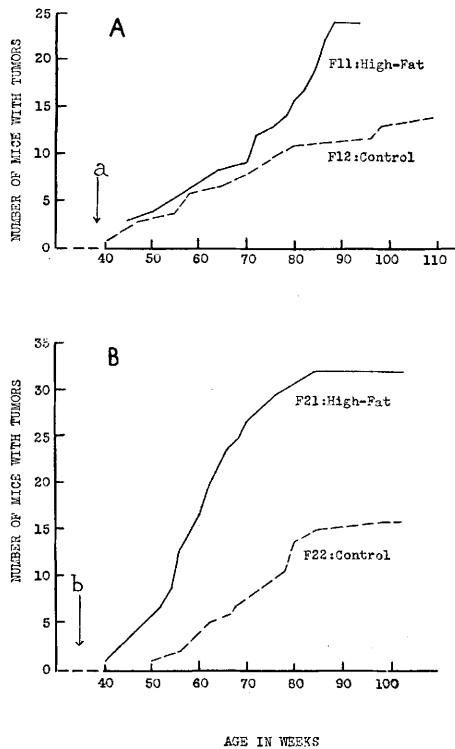 A
NUMBER OF MICE WITH TUMORS
25
20
15
10
5
0
F11:High-Fat
F12:Control
a
40 50 60 70 80 90 100 110
B
NUMBER OF MICE WITH TUMORS
35
30
25
20
15
10
5
0
F21:High-Fat
F22:Control
b
40 50 60 70 80 90 100
AGE IN WEEKS